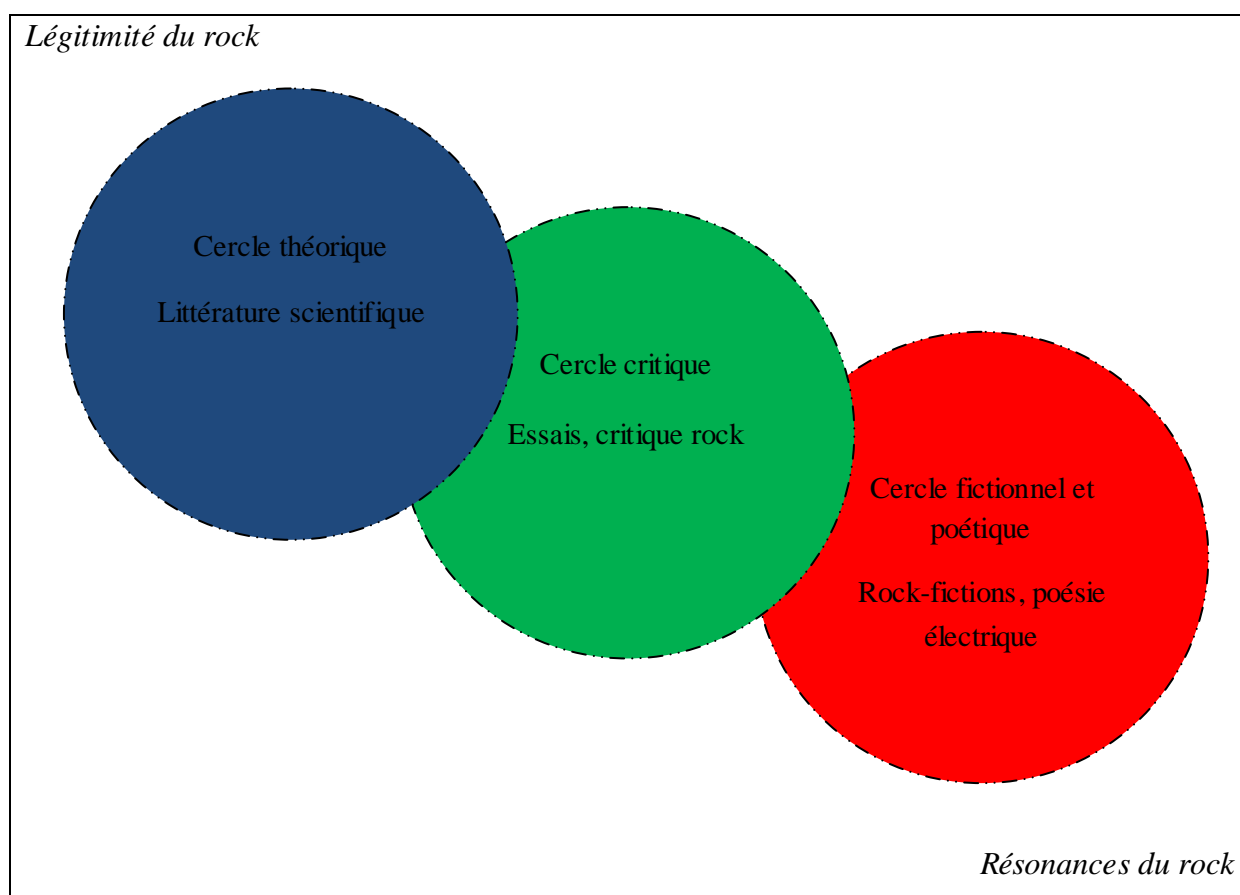 Légitimité du rock
Cercle théorique
Littérature scientifique
Cercle critique
Essais, critique rock
Cercle fictionnel et
poétique
Rock-fictions, poésie
électrique
Résonances du rock